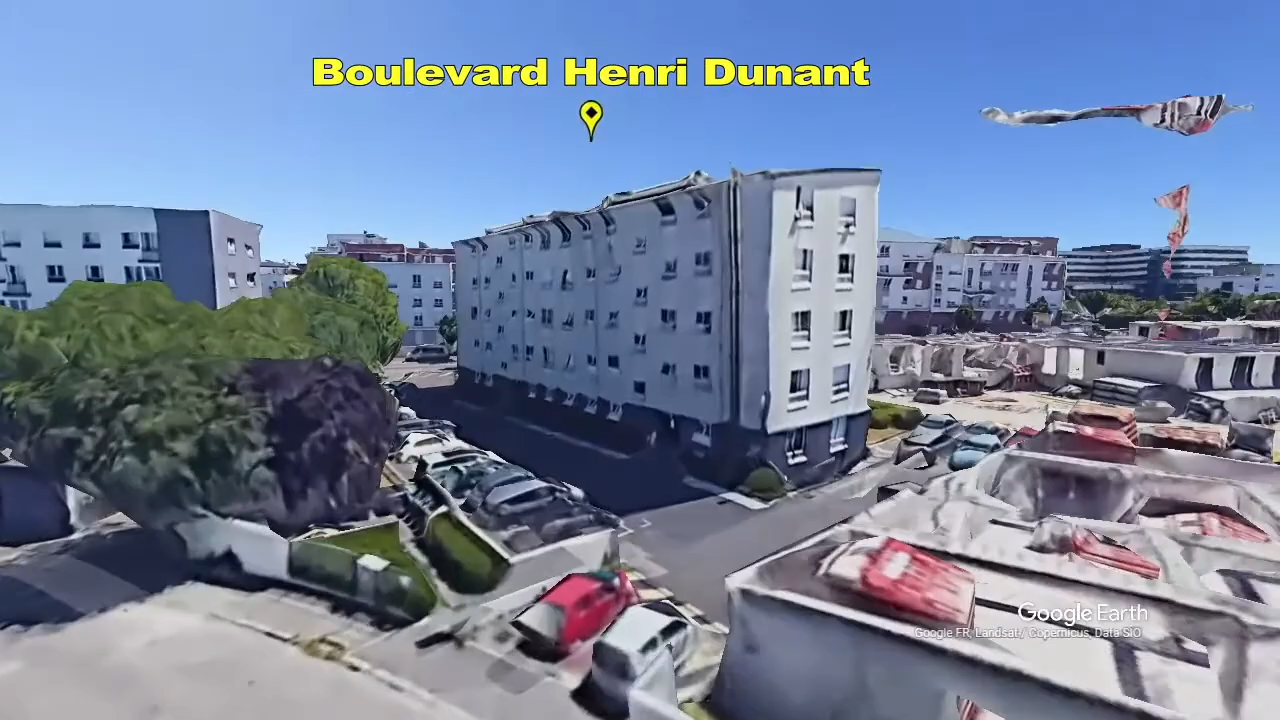 Boulevard Henri Dunant
Google Earth
Google FR, Landsat / Copernicus, Data SIO